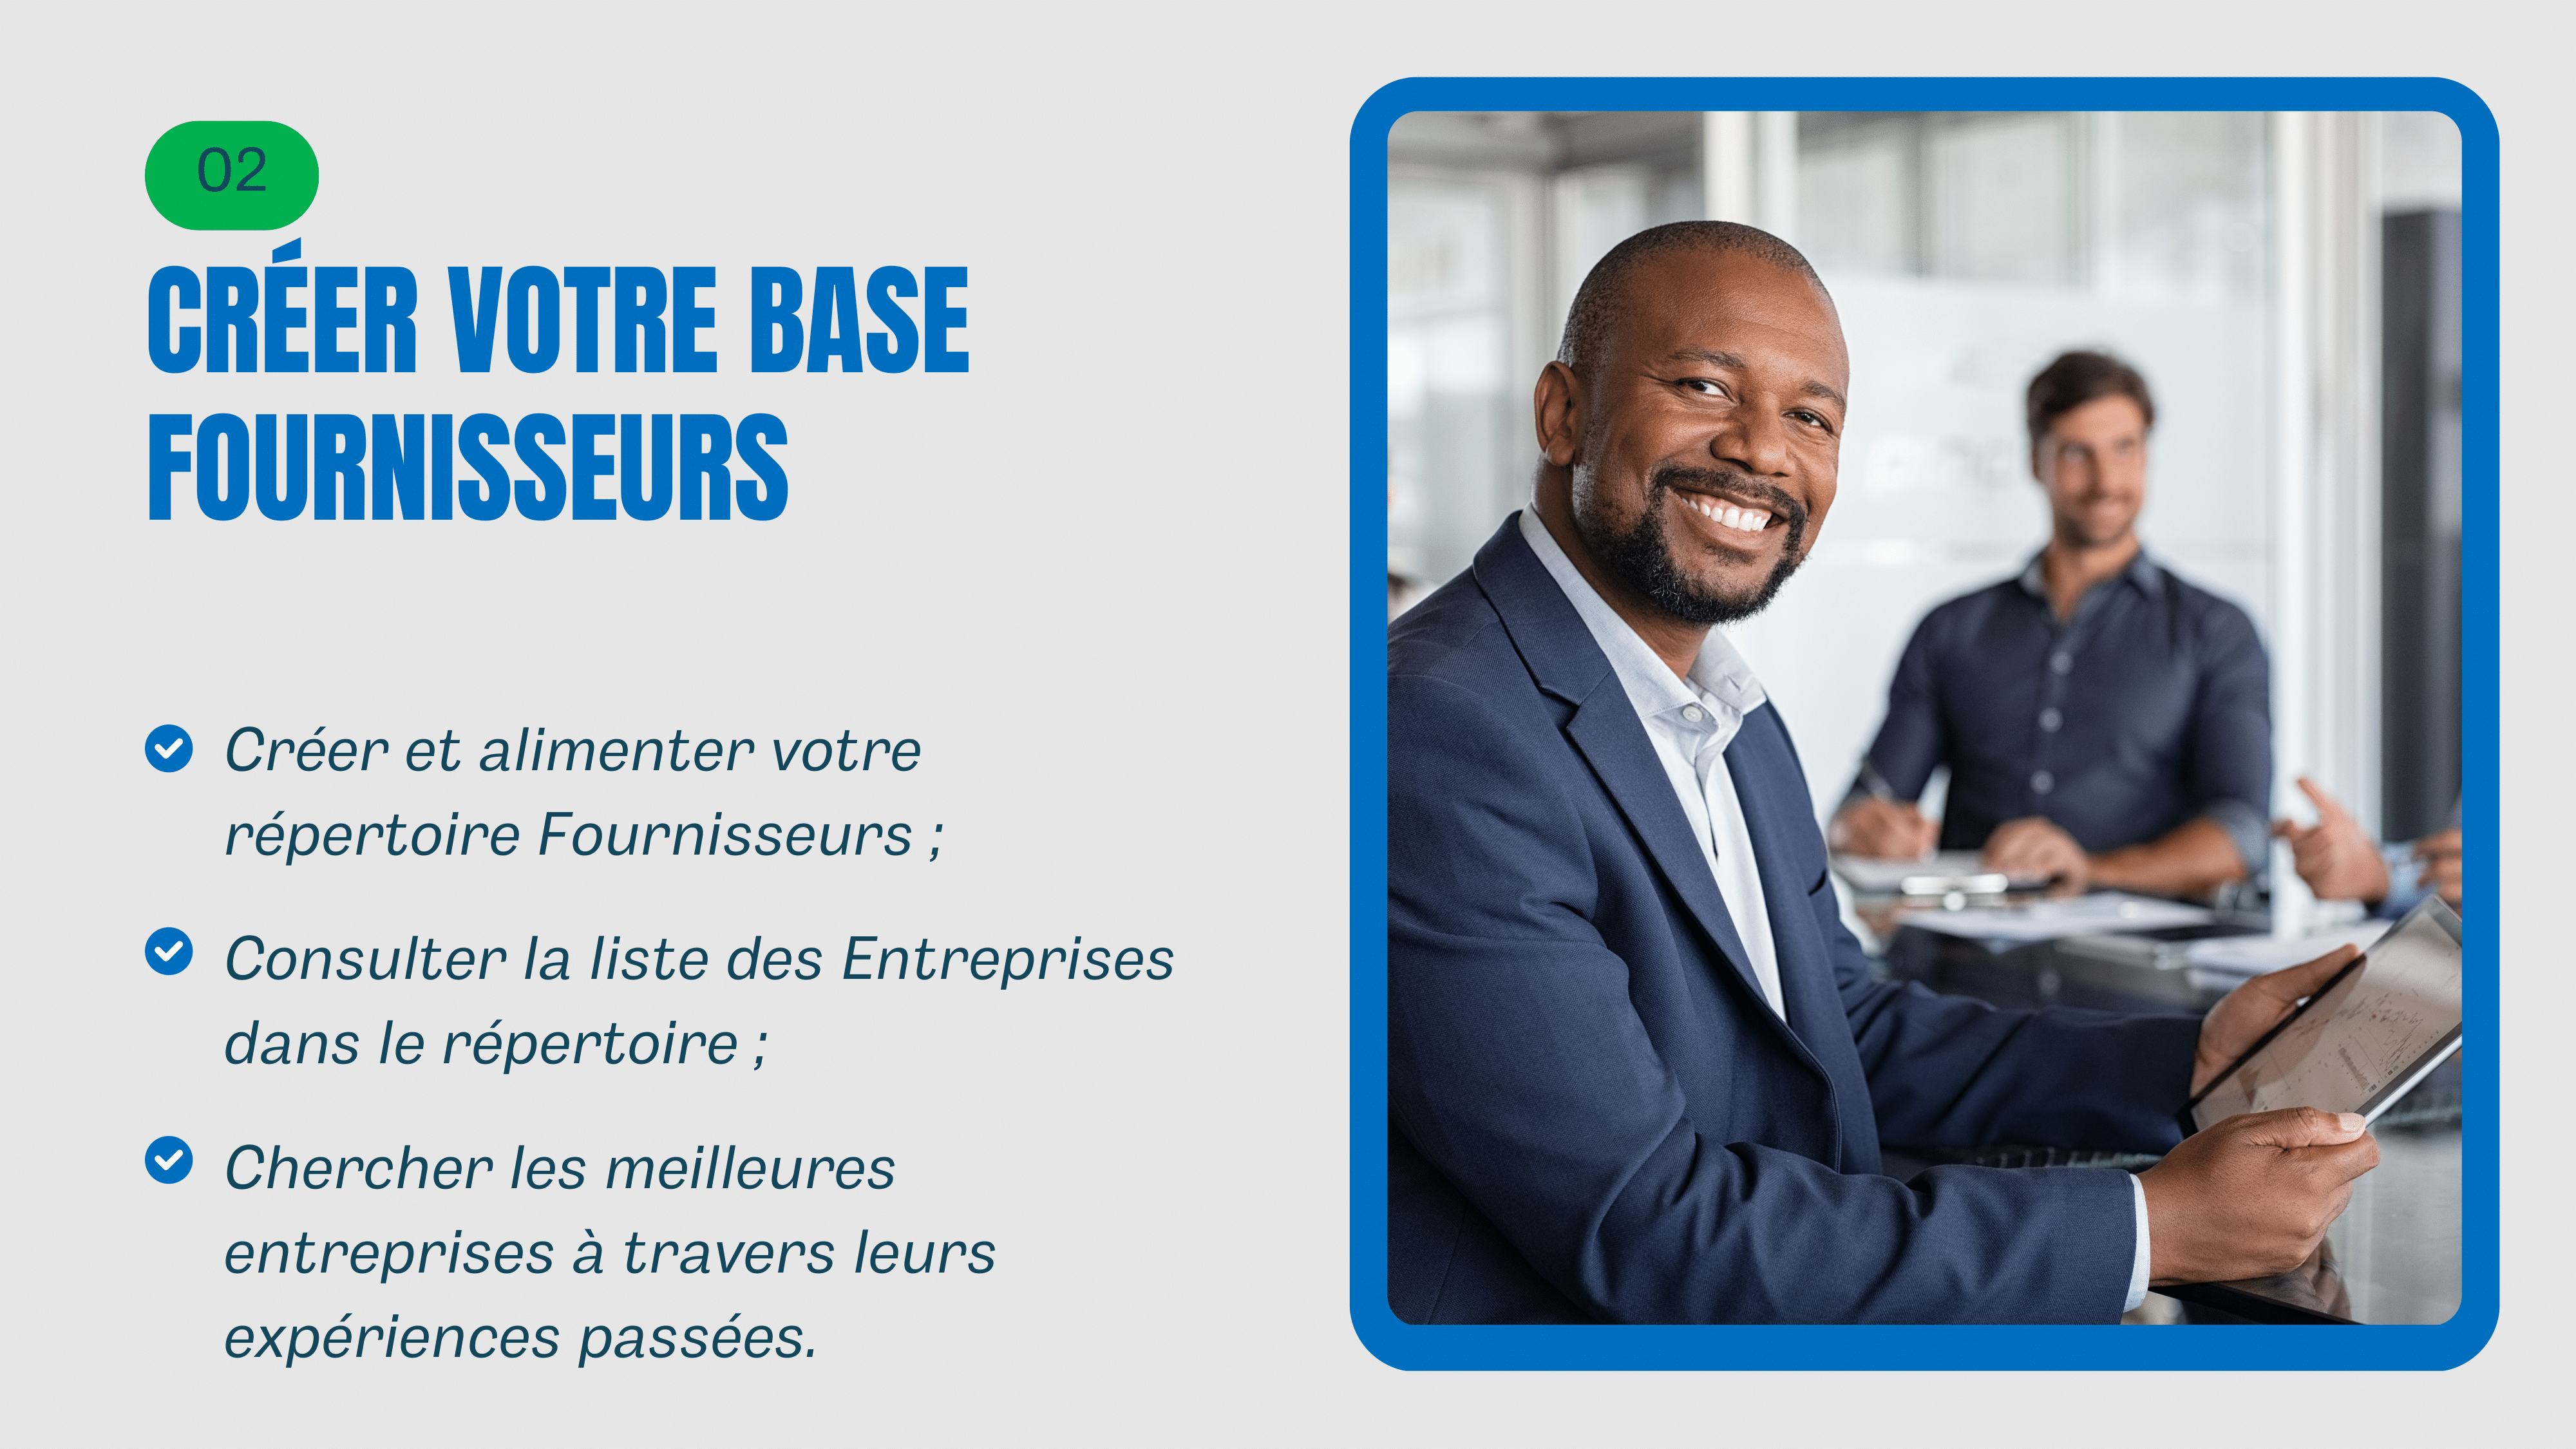 02
CRÉER VOTRE BASE
FOURNISSEURS
Créer et alimenter votre
répertoire Fournisseurs ;
Consulter la liste des Entreprises
dans le répertoire ;
Chercher les meilleures
entreprises à travers leurs
expériences passées.